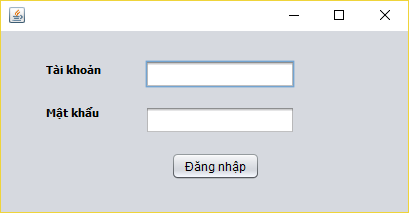 Tài khoản
Mật khẩu
Đăng nhập